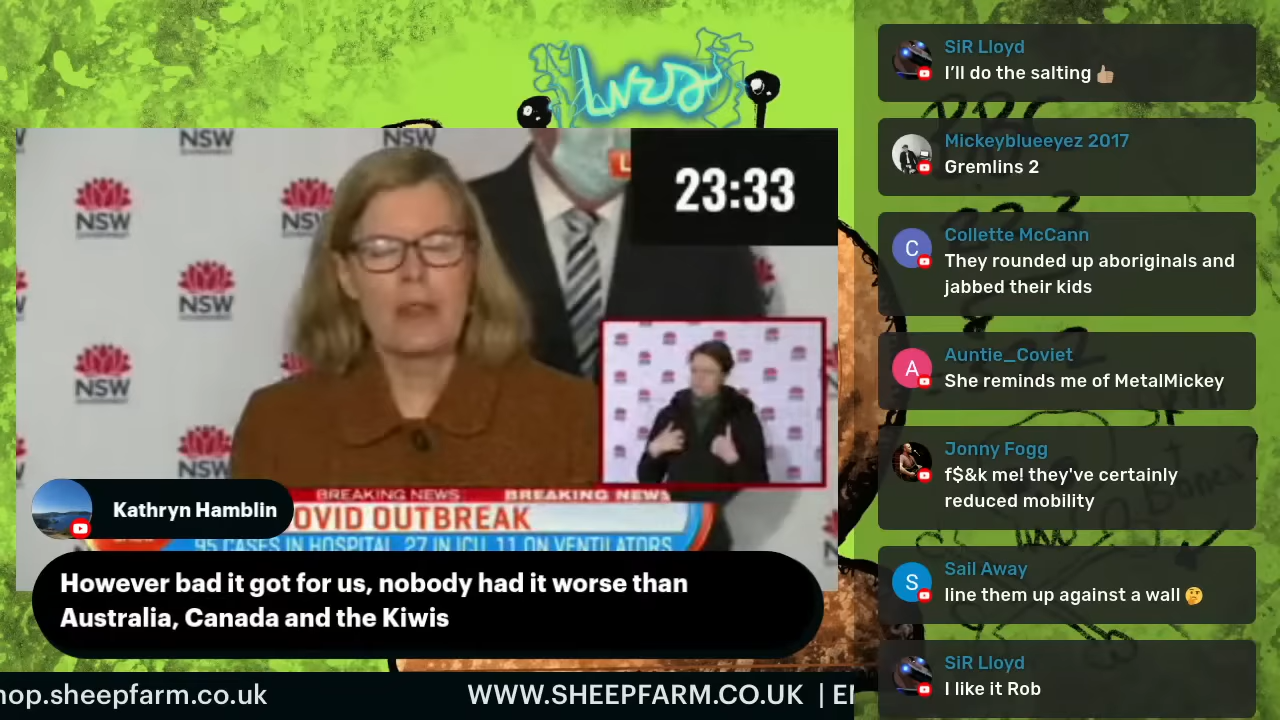 NSW
NSW
NSW
NSW
NSW
NSW
23:33
BREAKING NEWS
BREAKING NEWS
OVID OUTBREAK
95 CASES IN HOSPITAL, 27 IN ICU, 11 ON VENTILATORS
Kathryn Hamblin
However bad it got for us, nobody had it worse than
Australia, Canada and the Kiwis
hop.sheepfarm.co.uk
WWW.SHEEPFARM.CO.UK |
SiR Lloyd
I’ll do the salting 👍🏼
Mickeyblueeyez 2017
Gremlins 2
C
Collette McCann
They rounded up aboriginals and
jabbed their kids
A
Auntie_Coviet
She reminds me of MetalMickey
Jonny Fogg
f$&k me! they've certainly
reduced mobility
S
Sail Away
line them up against a wall 🤔
SiR Lloyd
I like it Rob